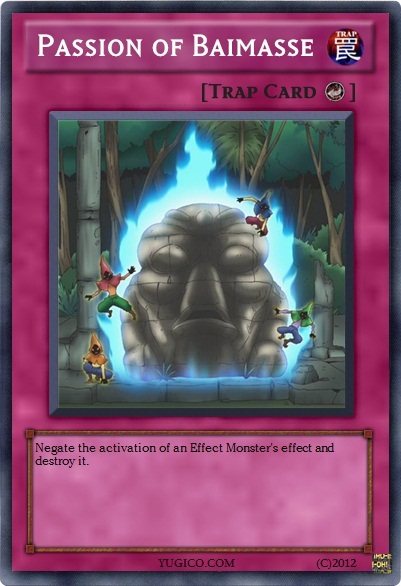 PASSION OF BAIMASSE
TRAP
罠
[TRAP CARD]
Negate the activation of an Effect Monster's effect and
destroy it.
YUGICO.COM
(C)2012